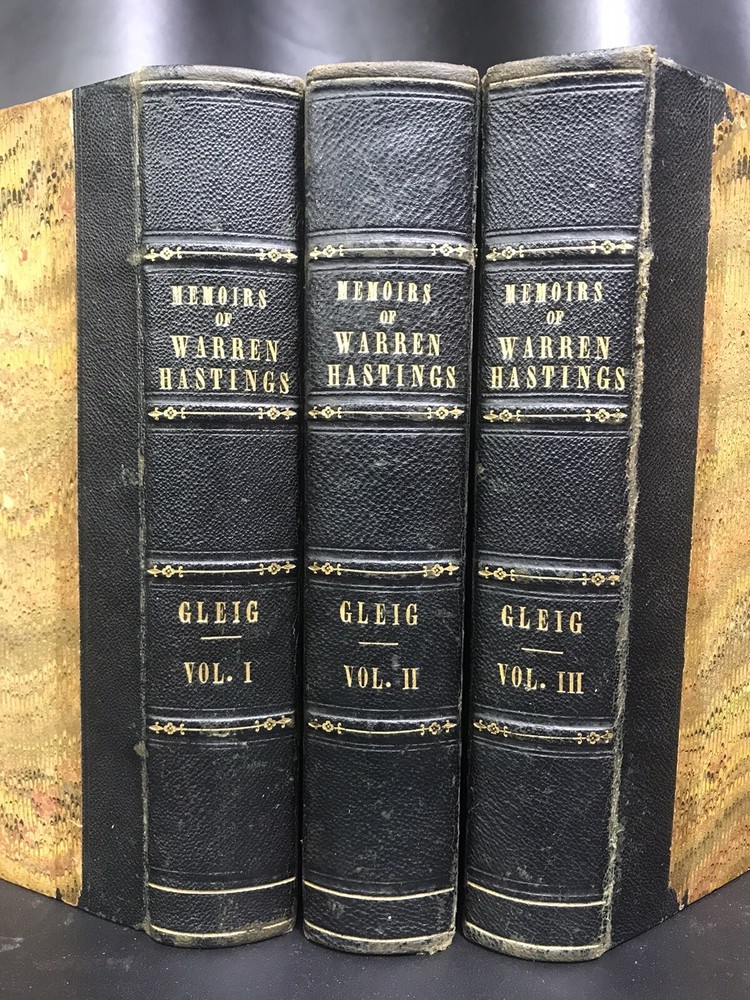 MEMOIRS
OF
WARREN
HASTINGS
GLEIG
VOL. I
MEMOIRS
OF
WARREN
HASTINGS
GLEIG
VOL. II
MEMOIRS
OF
WARREN
HASTINGS
GLEIG
VOL. III